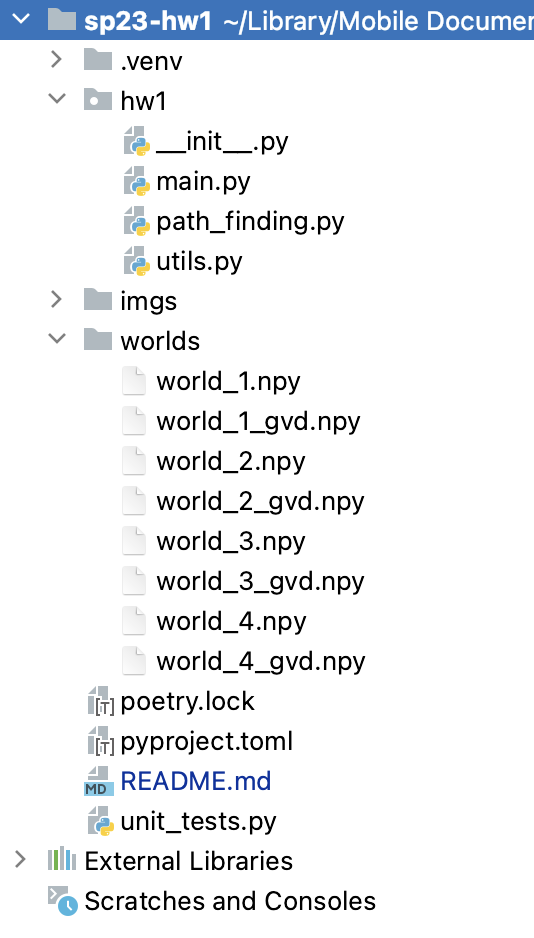 sp23-hw1 ~/Library/Mobile Documen
.venv
hw1
__init__.py
main.py
path_finding.py
utils.py
imgs
worlds
world_1.npy
world_1_gvd.npy
world_2.npy
world_2_gvd.npy
world_3.npy
world_3_gvd.npy
world_4.npy
world_4_gvd.npy
[T] poetry.lock
[T] pyproject.toml
MD README.md
unit_tests.py
External Libraries
Scratches and Consoles